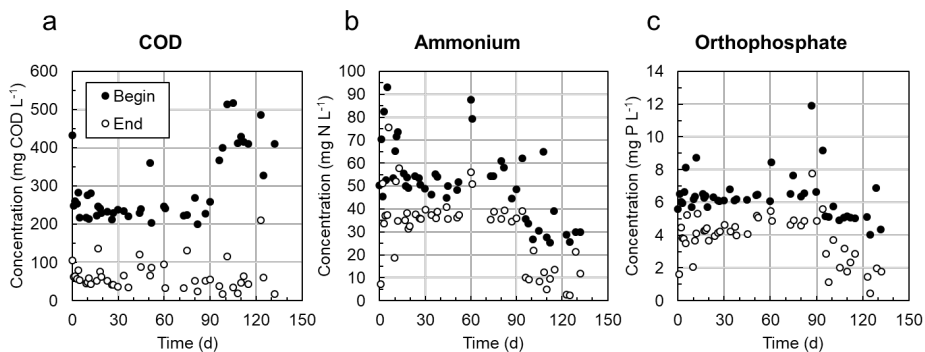 a
COD
Concentration (mg COD L⁻¹)
600
500
400
300
200
100
0
Begin
End
0 30 60 90 120 150
Time (d)
b
Ammonium
Concentration (mg N L⁻¹)
100
90
80
70
60
50
40
30
20
10
0
0 30 60 90 120 150
Time (d)
c
Orthophosphate
Concentration (mg P L⁻¹)
14
12
10
8
6
4
2
0
0 30 60 90 120 150
Time (d)